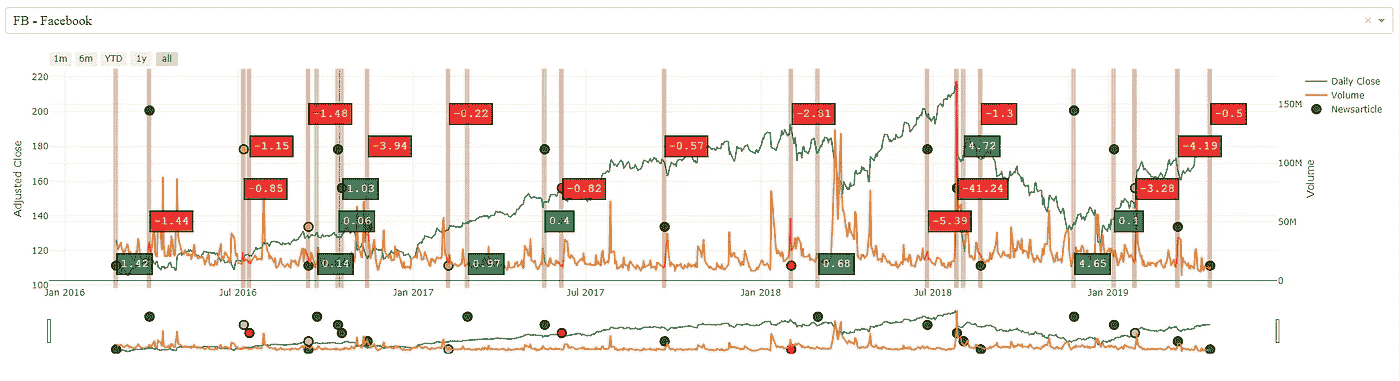 FB - Facebook
×
1m 6m YTD 1y all
220
200
180
160
140
120
100
Adjusted Close
150M
100M
50M
0
Volume
Daily Close
Volume
Newsarticle
-1.48
-0.22
-2.81
-1.3
-0.5
-1.15
-3.94
-0.57
4.72
-4.19
-0.85
1.03
-0.82
-41.24
-3.28
-1.44
0.06
0.4
-5.39
1.42
0.14
0.97
0.68
4.65
Jan 2016
Jul 2016
Jan 2017
Jul 2017
Jan 2018
Jul 2018
Jan 2019